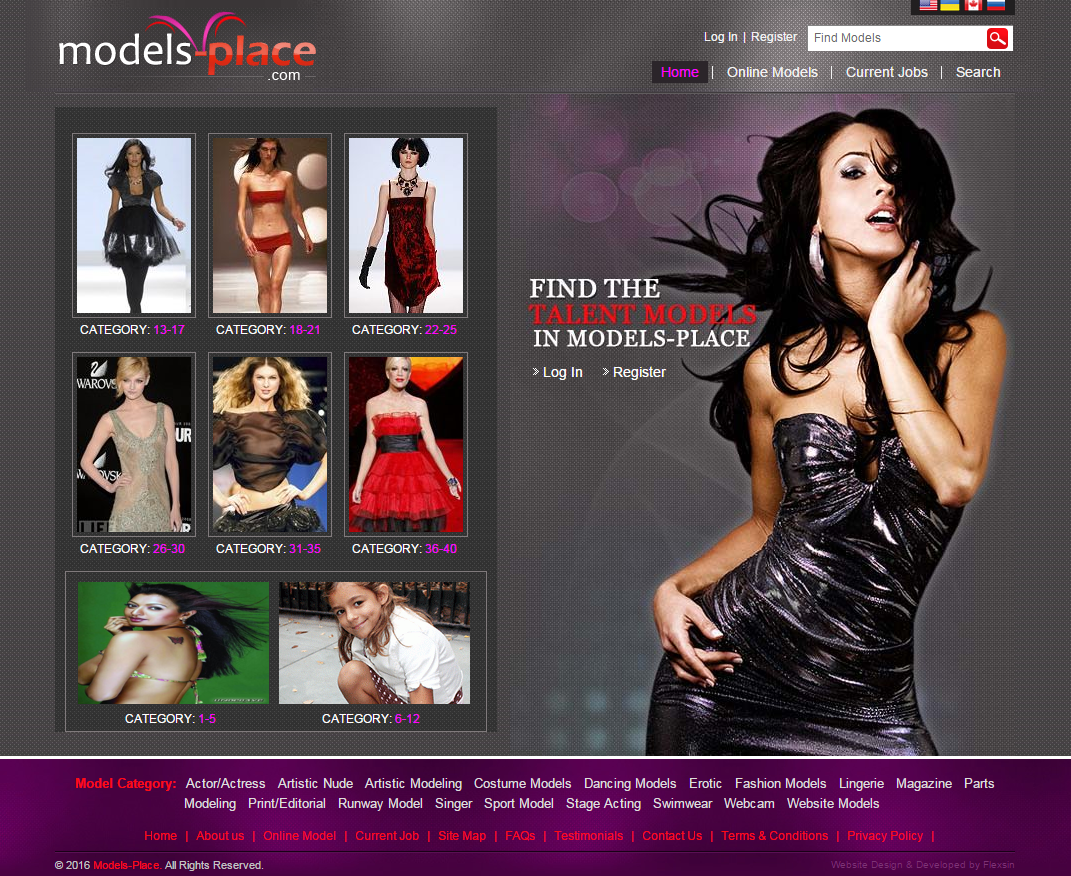 models-place
.com
Log In | Register
Find Models
Home | Online Models | Current Jobs | Search
CATEGORY: 13-17
CATEGORY: 18-21
CATEGORY: 22-25
FIND THE
TALENT MODELS
IN MODELS-PLACE
Log In
Register
WAROVS
UR
WAROVSK
LIFE
UR
CATEGORY: 26-30
CATEGORY: 31-35
CATEGORY: 36-40
CATEGORY: 1-5
CATEGORY: 6-12
Model Category: Actor/Actress Artistic Nude Artistic Modeling Costume Models Dancing Models Erotic Fashion Models Lingerie Magazine Parts
Modeling Print/Editorial Runway Model Singer Sport Model Stage Acting Swimwear Webcam Website Models
Home | About us | Online Model | Current Job | Site Map | FAQs | Testimonials | Contact Us | Terms & Conditions | Privacy Policy |
© 2016 Models-Place. All Rights Reserved.
Website Design & Developed by Flexsin